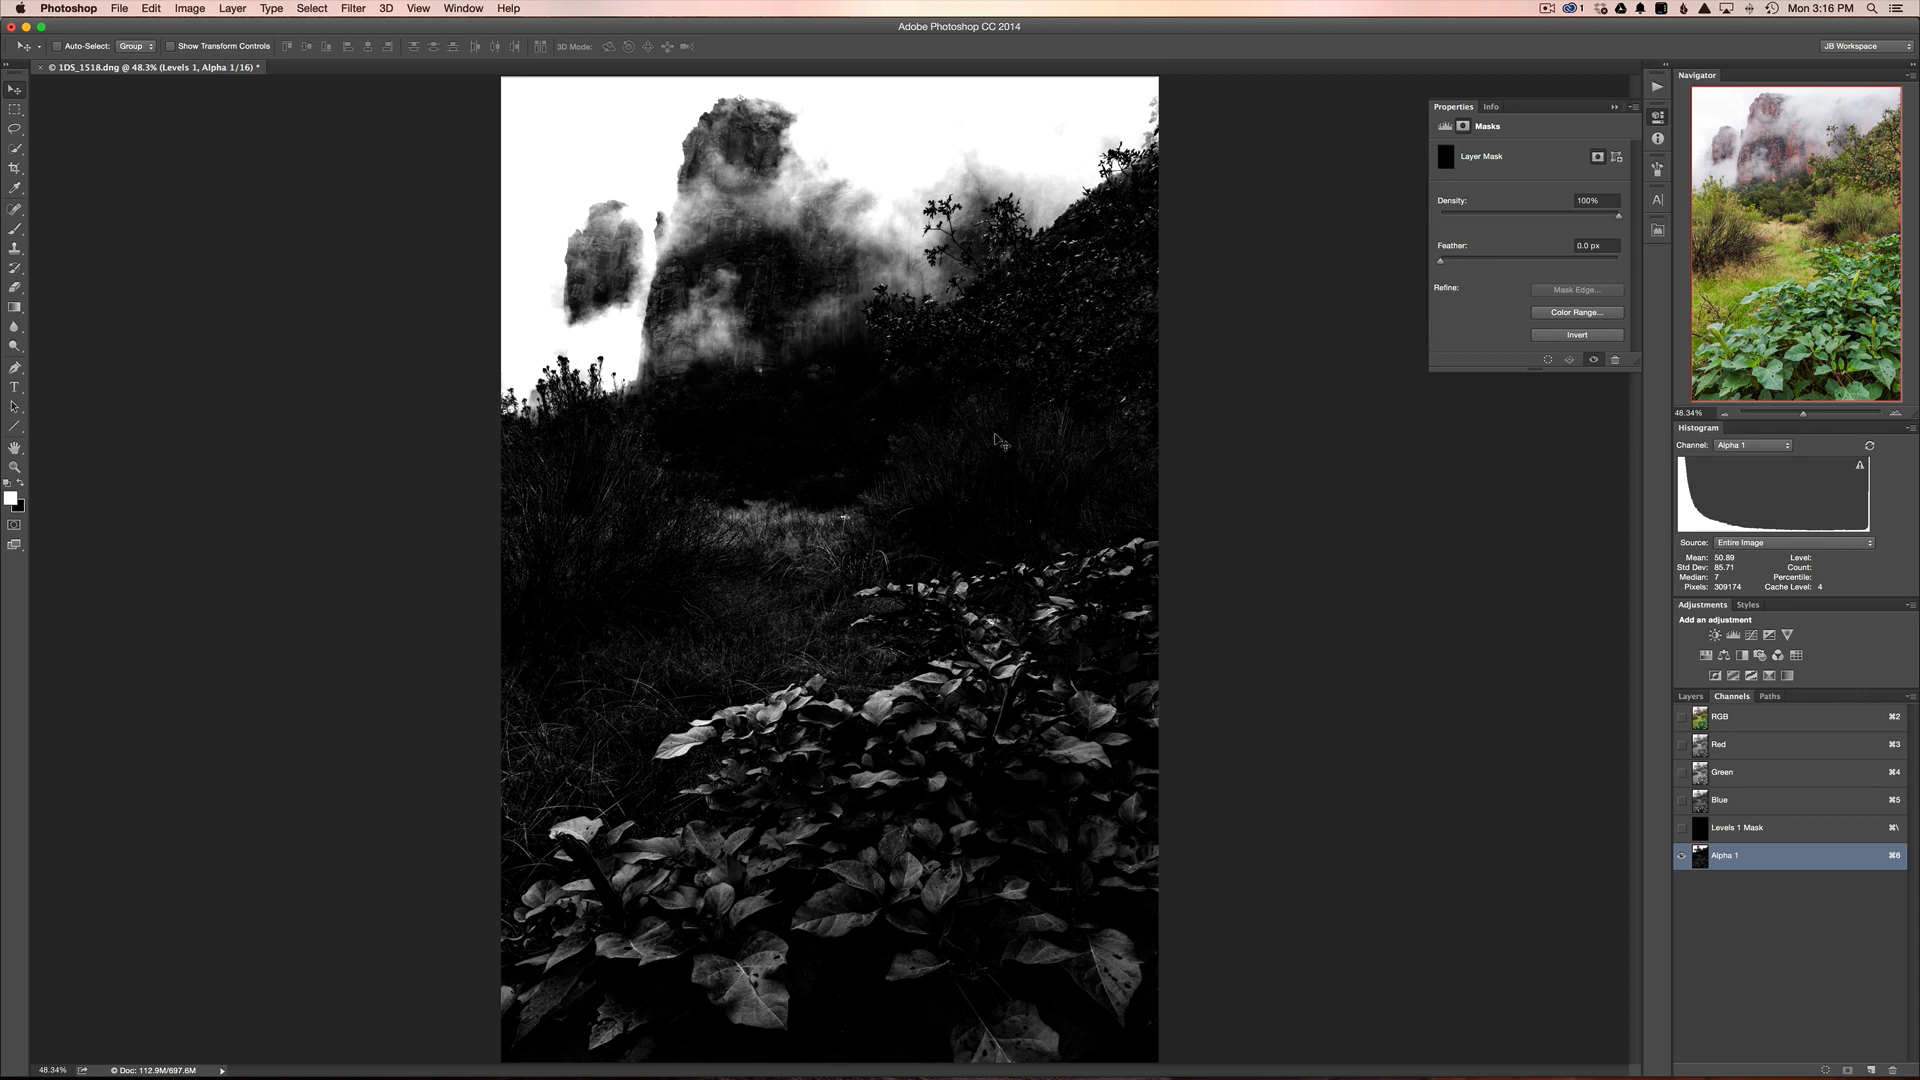 Photoshop File Edit Image Layer Type Select Filter 3D View Window Help
1 Mon 3:16 PM
Adobe Photoshop CC 2014
Auto-Select: Group Show Transform Controls 3D Mode: JB Workspace
× © 1DS_1518.dng @ 48.3% (Levels 1, Alpha 1/16) *
Navigator
48.34%
Properties Info
Masks
Layer Mask
Density: 100%
Feather: 0.0 px
Refine: Mask Edge...
Color Range...
Invert
Histogram
Channel: Alpha 1
Source: Entire Image
Mean: 50.89 Level:
Std Dev: 85.71 Count:
Median: 7 Percentile:
Pixels: 309174 Cache Level: 4
Adjustments Styles
Add an adjustment
Layers Channels Paths
RGB ⌘2
Red ⌘3
Green ⌘4
Blue ⌘5
Levels 1 Mask ⌘\
Alpha 1 ⌘6
48.34% © Doc: 112.9M/697.6M